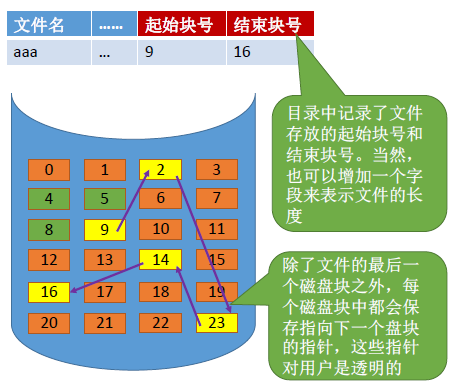 文件名 …… 起始块号 结束块号
aaa … 9 16
目录中记录了文件
存放的起始块号和
结束块号。当然，
也可以增加一个字
段来表示文件的长
度
0 1 2 3
4 5 6 7
8 9 10 11
12 13 14 15
16 17 18 19
20 21 22 23
除了文件的最后一
个磁盘块之外，每
个磁盘块中都会保
存指向下一个盘块
的指针，这些指针
对用户是透明的